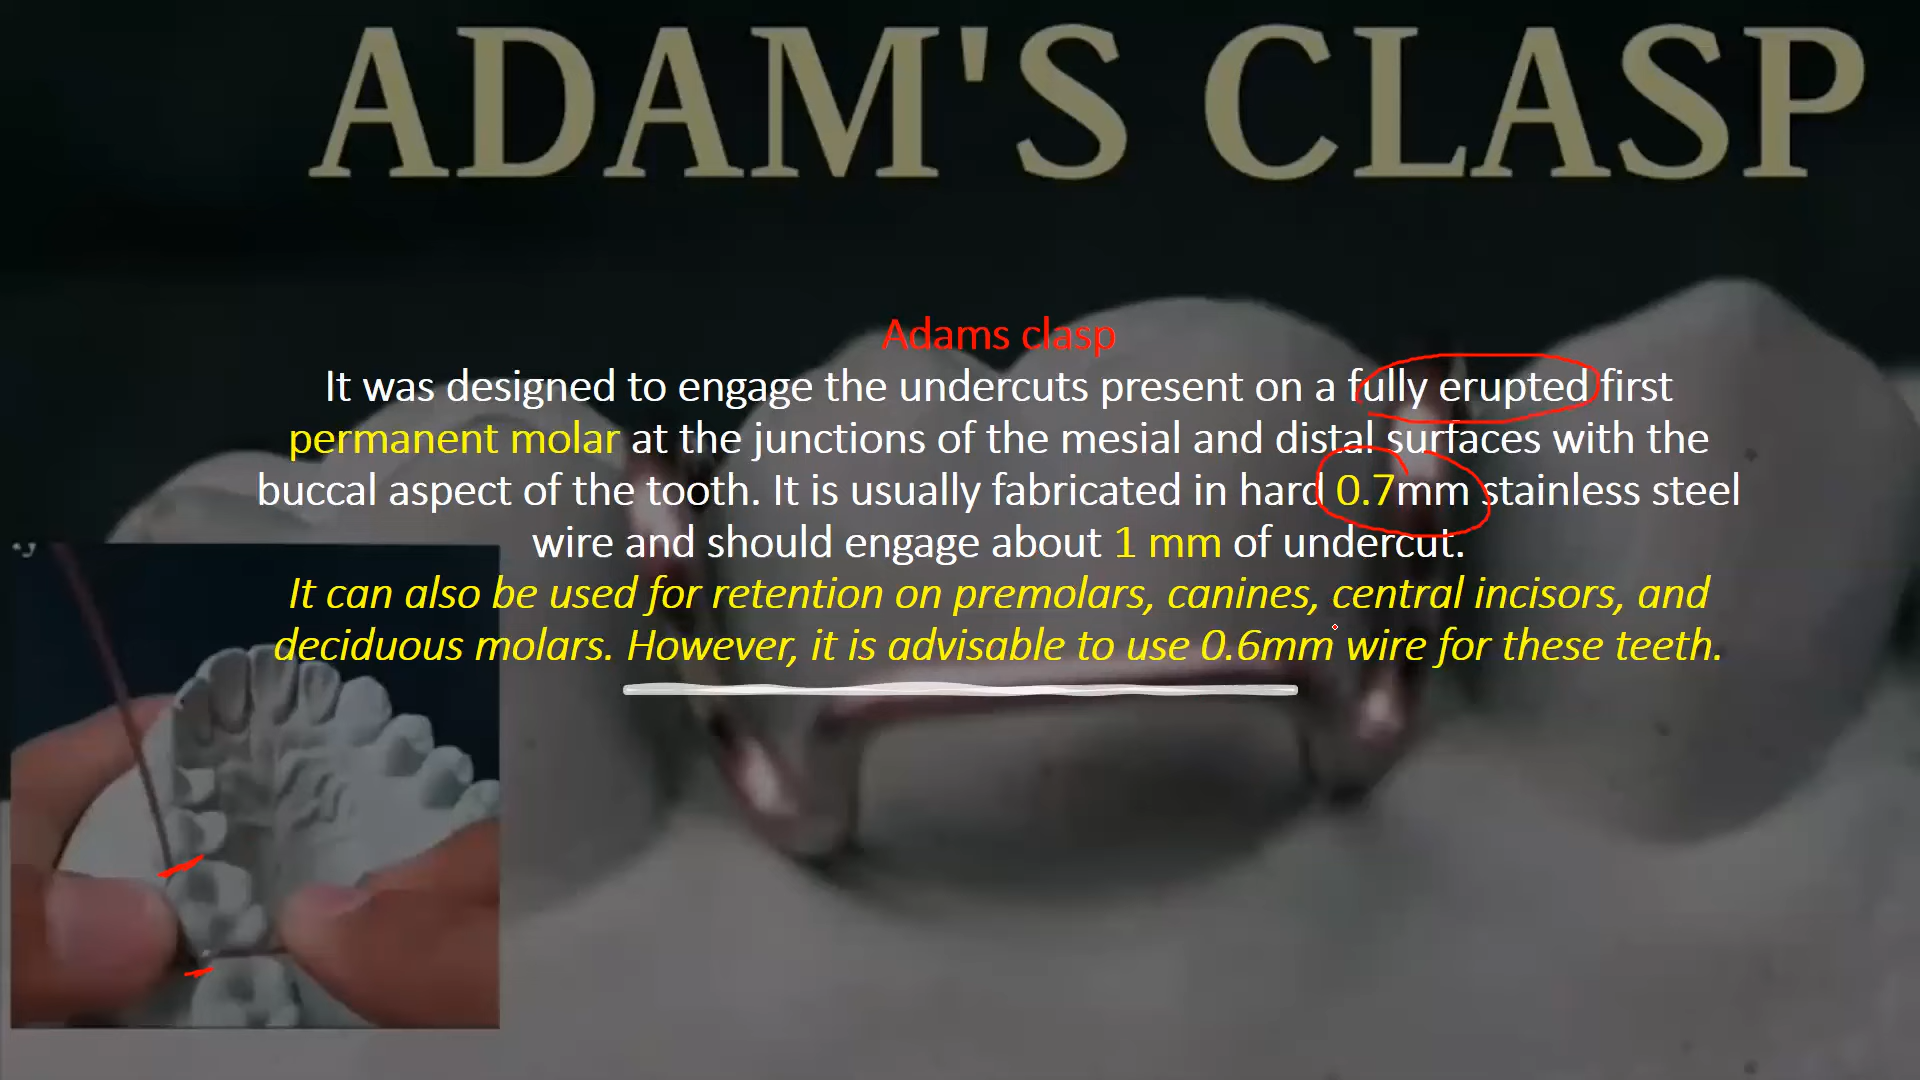 ADAM'S CLASP
Adams clasp
It was designed to engage the undercuts present on a fully erupted first
permanent molar at the junctions of the mesial and distal surfaces with the
buccal aspect of the tooth. It is usually fabricated in hard 0.7mm stainless steel
wire and should engage about 1 mm of undercut.
It can also be used for retention on premolars, canines, central incisors, and
deciduous molars. However, it is advisable to use 0.6mm wire for these teeth.